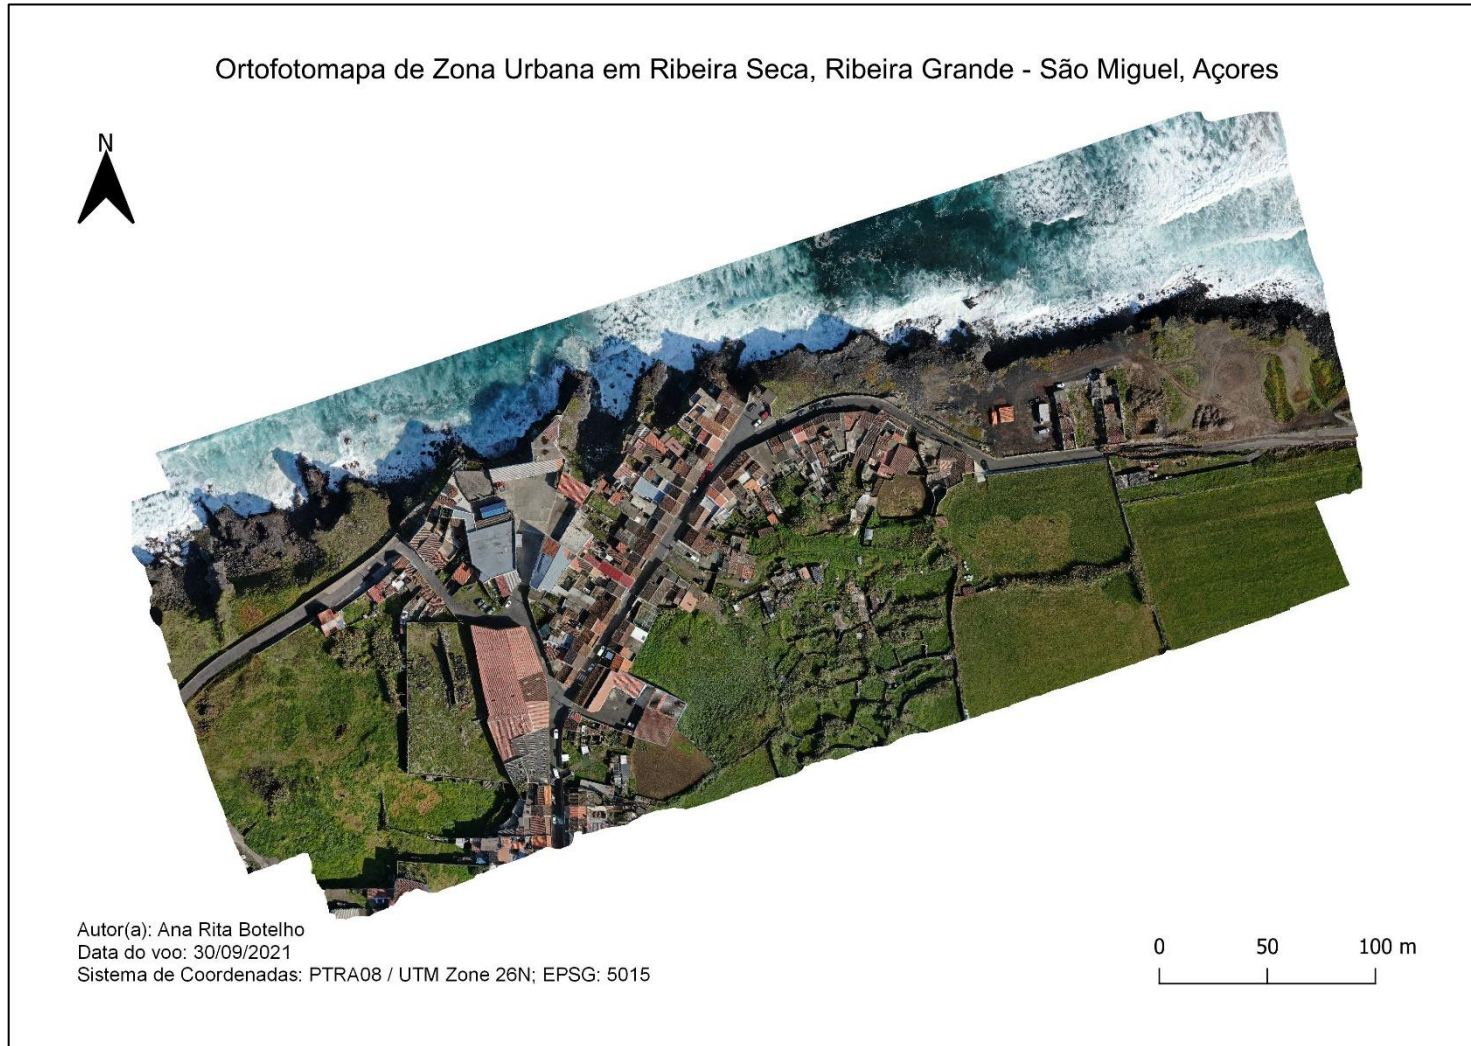 Ortofotomapa de Zona Urbana em Ribeira Seca, Ribeira Grande - São Miguel, Açores
N
Autor(a): Ana Rita Botelho
Data do voo: 30/09/2021
Sistema de Coordenadas: PTRA08 / UTM Zone 26N; EPSG: 5015
0 50 100 m